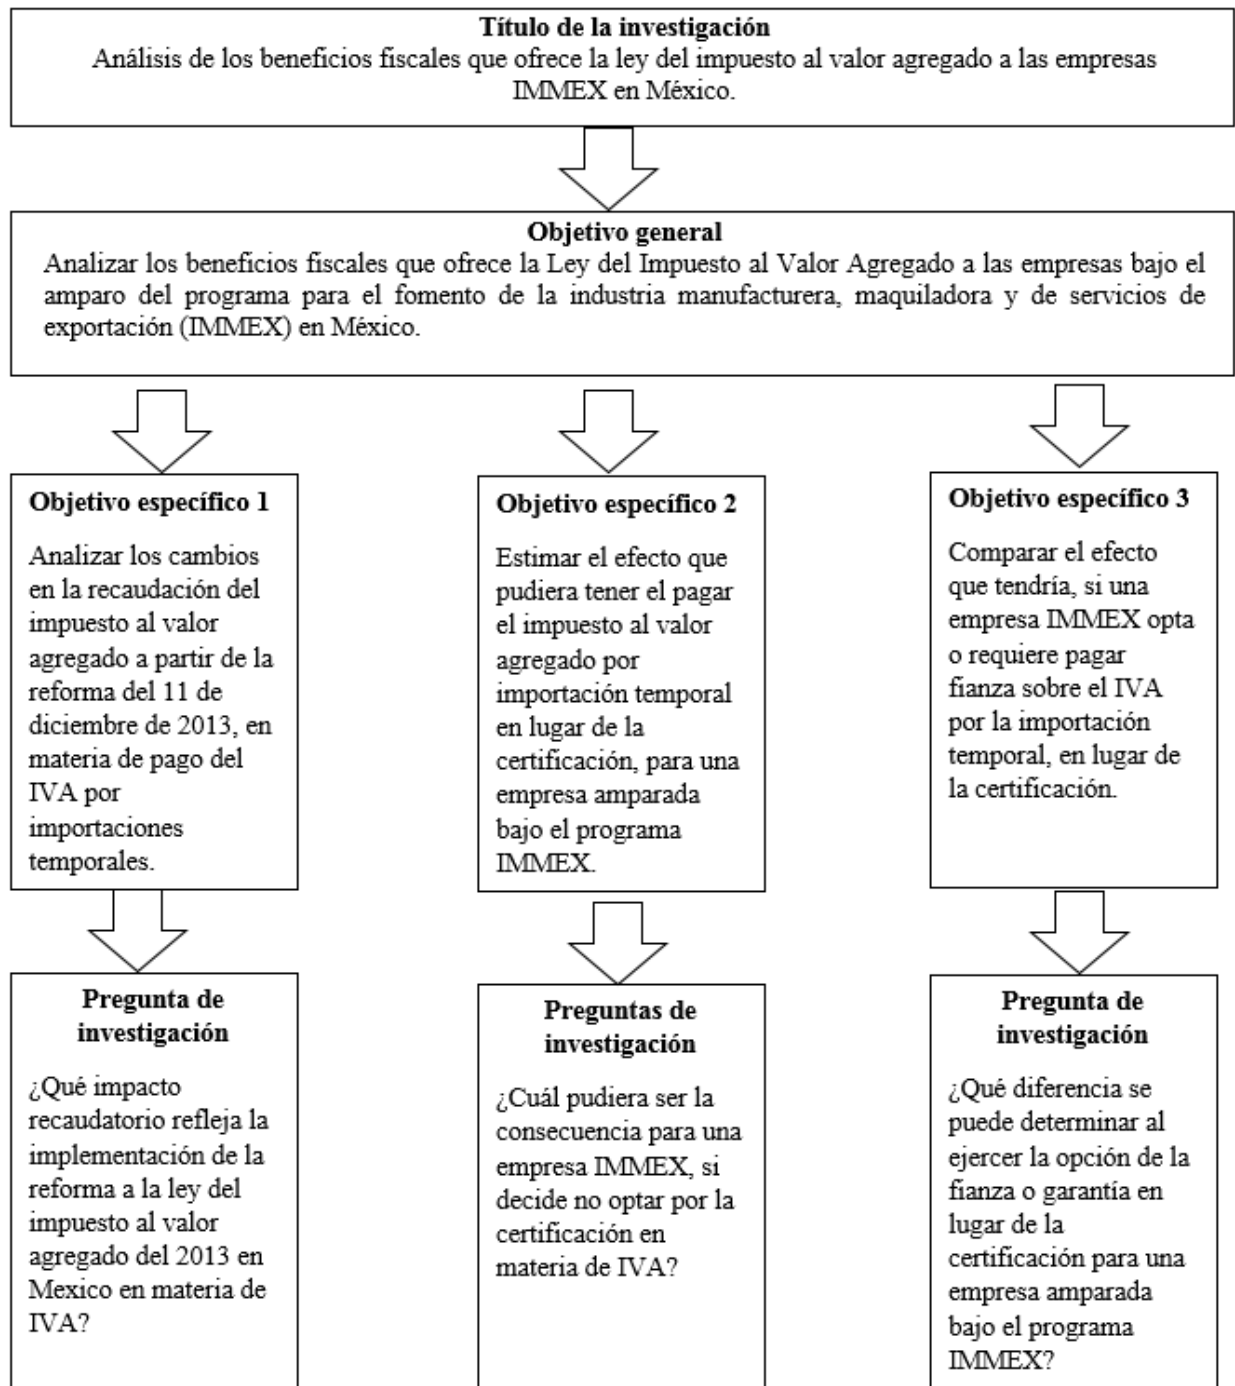 Título de la investigación
Análisis de los beneficios fiscales que ofrece la ley del impuesto al valor agregado a las empresas
IMMEX en México.
Objetivo general
Analizar los beneficios fiscales que ofrece la Ley del Impuesto al Valor Agregado a las empresas bajo el
amparo del programa para el fomento de la industria manufacturera, maquiladora y de servicios de
exportación (IMMEX) en México.
Objetivo específico 1
Analizar los cambios
en la recaudación del
impuesto al valor
agregado a partir de la
reforma del 11 de
diciembre de 2013, en
materia de pago del
IVA por
importaciones
temporales.
Objetivo específico 2
Estimar el efecto que
pudiera tener el pagar
el impuesto al valor
agregado por
importación temporal
en lugar de la
certificación, para una
empresa amparada
bajo el programa
IMMEX.
Objetivo específico 3
Comparar el efecto
que tendría, si una
empresa IMMEX opta
o requiere pagar
fianza sobre el IVA
por la importación
temporal, en lugar de
la certificación.
Pregunta de
investigación
¿Qué impacto
recaudatorio refleja la
implementación de la
reforma a la ley del
impuesto al valor
agregado del 2013 en
Mexico en materia de
IVA?
Preguntas de
investigación
¿Cuál pudiera ser la
consecuencia para una
empresa IMMEX, si
decide no optar por la
certificación en
materia de IVA?
Pregunta de
investigación
¿Qué diferencia se
puede determinar al
ejercer la opción de la
fianza o garantía en
lugar de la
certificación para una
empresa amparada
bajo el programa
IMMEX?